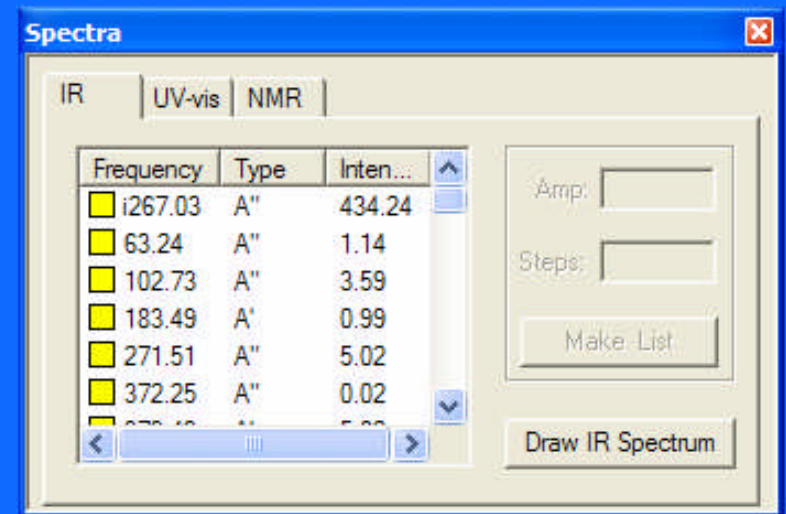 Spectra
IR UV-vis NMR
Frequency Type Inten...
i267.03 A" 434.24
63.24 A" 1.14
102.73 A" 3.59
183.49 A' 0.99
271.51 A" 5.02
372.25 A" 0.02
Amp:
Steps:
Make List
Draw IR Spectrum